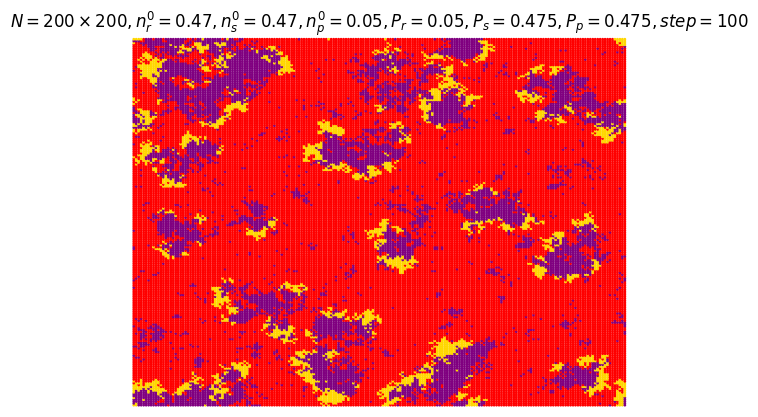 N = 200 × 200, n_r^0 = 0.47, n_s^0 = 0.47, n_p^0 = 0.05, P_r = 0.05, P_s = 0.475, P_p = 0.475, step = 100